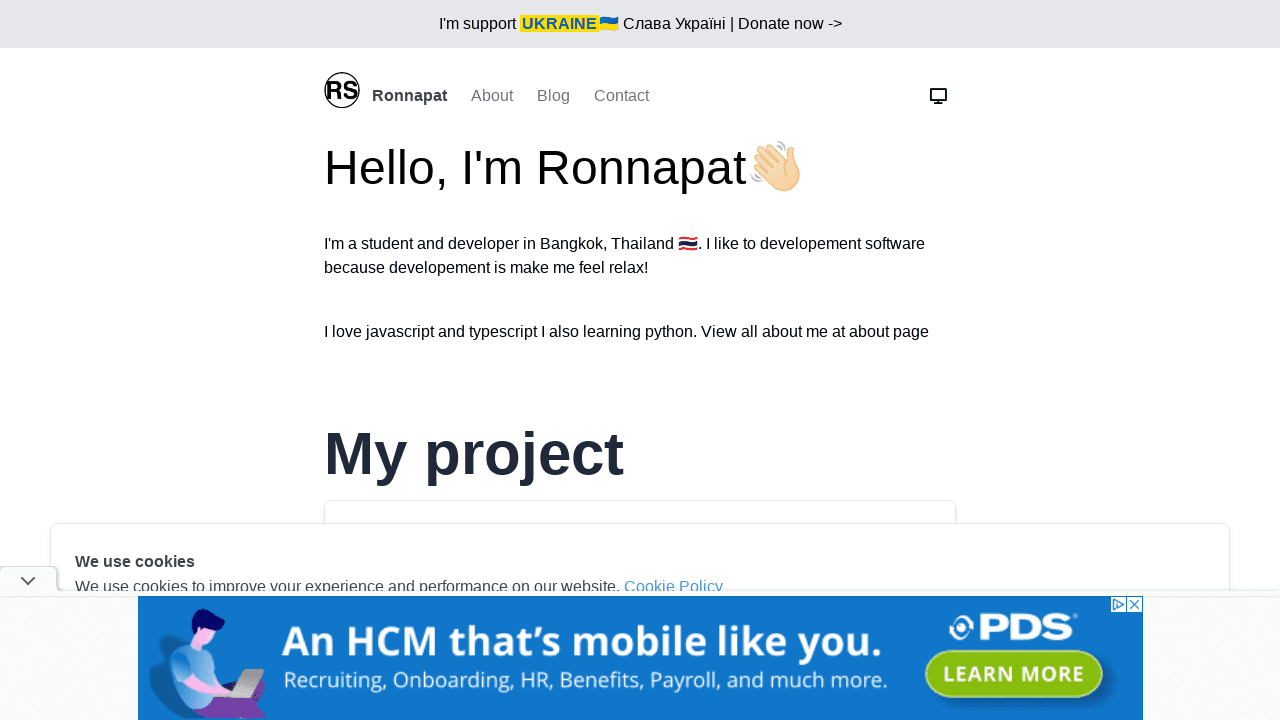 I'm support UKRAINE🇺🇦 Слава Україні | Donate now ->
RS Ronnapat About Blog Contact
Hello, I'm Ronnapat👋🏻
I'm a student and developer in Bangkok, Thailand 🇹🇭. I like to developement software
because developement is make me feel relax!
I love javascript and typescript I also learning python. View all about me at about page
My project
We use cookies
We use cookies to improve your experience and performance on our website. Cookie Policy
An HCM that's mobile like you.
Recruiting, Onboarding, HR, Benefits, Payroll, and much more.
PDS®
LEARN MORE